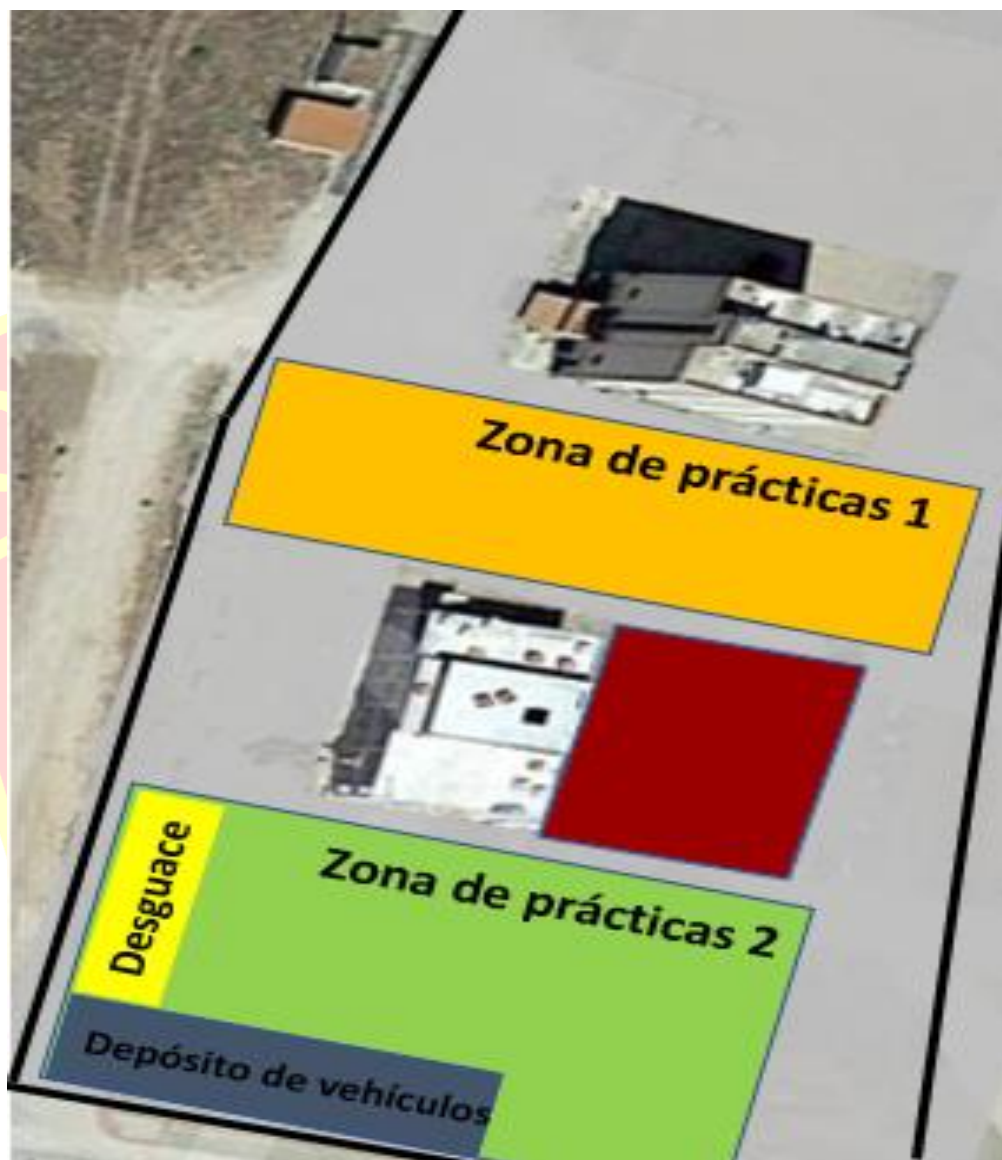 Zona de prácticas 1
Desguace
Zona de prácticas 2
Depósito de vehículos